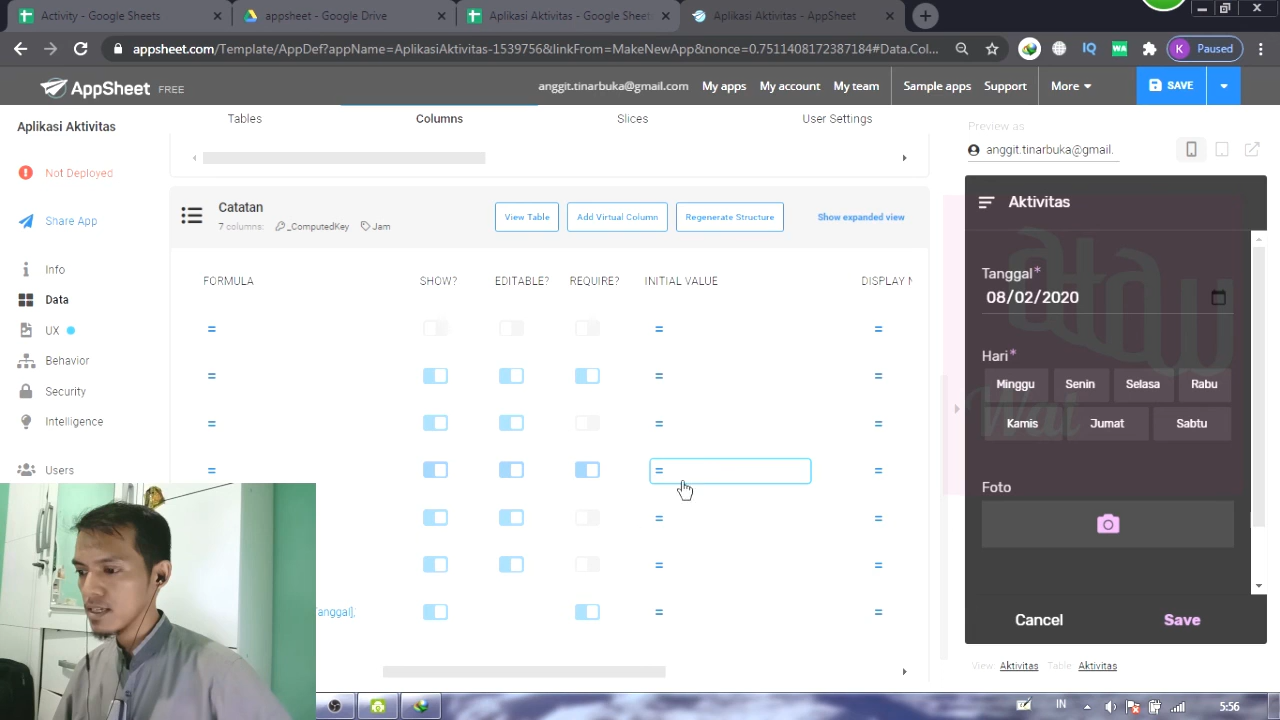 Activity - Google Sheets
appsheet - Google Drive
Aplikasi Aktivitas - Google Sheet
Aplikasi Aktivitas - AppSheet
appsheet.com/Template/AppDef?appName=AplikasiAktivitas-1539756&linkFrom=MakeNewApp&nonce=0.7511408172387184#Data.Col...
IQ
WA
K Paused
AppSheet FREE
anggit.tinarbuka@gmail.com
My apps
My account
My team
Sample apps
Support
More
SAVE
Aplikasi Aktivitas
Tables
Columns
Slices
User Settings
Preview as
anggit.tinarbuka@gmail.
Not Deployed
Share App
Info
Data
UX
Behavior
Security
Intelligence
Users
Catatan
7 columns: _ComputedKey Jam
View Table
Add Virtual Column
Regenerate Structure
Show expanded view
FORMULA
SHOW?
EDITABLE?
REQUIRE?
INITIAL VALUE
DISPLAY N
= = =
= = =
= = =
= = =
= =
= =
anggal],
= =
Aktivitas
Tanggal*
08/02/2020
Hari*
Minggu
Senin
Selasa
Rabu
Kamis
Jumat
Sabtu
Foto
Cancel
Save
View: Aktivitas Table: Aktivitas
IN
5:56